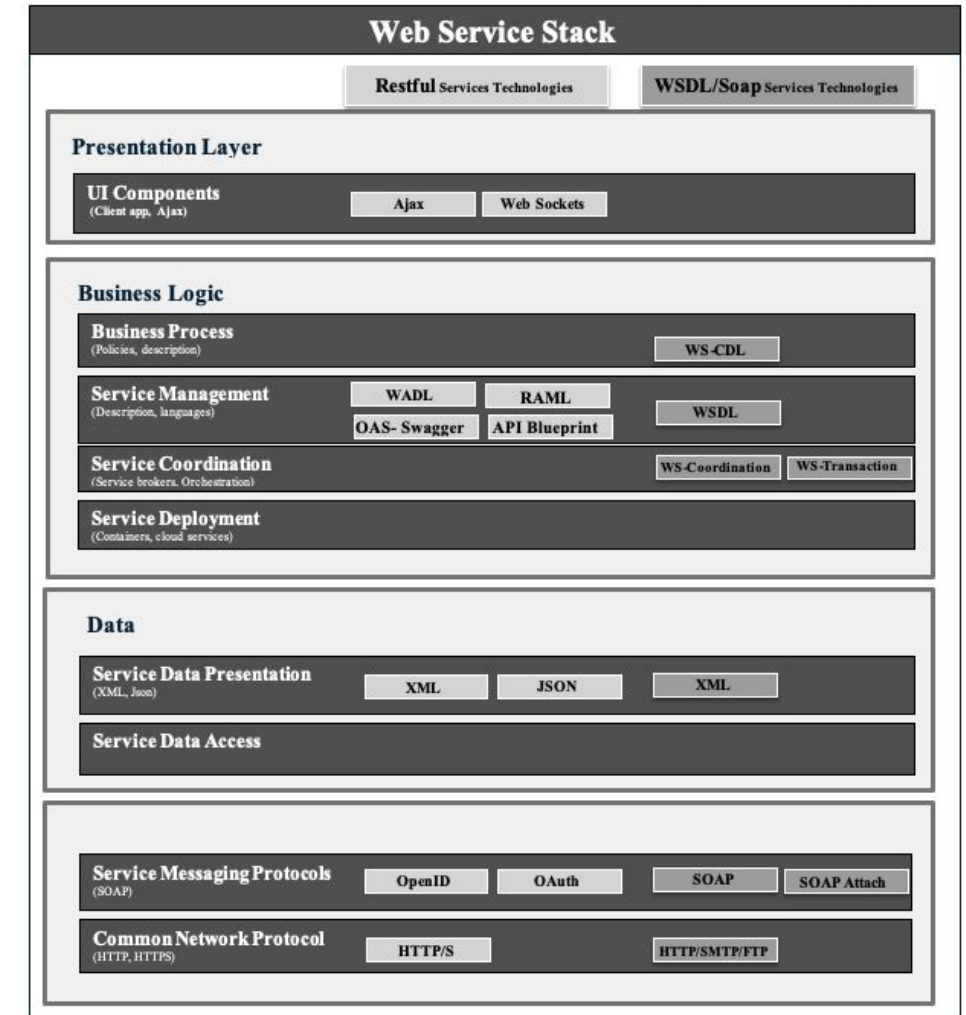 Web Service Stack
Restful Services Technologies
WSDL/Soap Services Technologies
Presentation Layer
UI Components
(Client app, Ajax)
Ajax
Web Sockets
Business Logic
Business Process
(Policies, description)
WS-CDL
Service Management
(Description, languages)
WADL
RAML
OAS- Swagger
API Blueprint
WSDL
Service Coordination
(Service brokers. Orchestration)
WS-Coordination
WS-Transaction
Service Deployment
(Containers, cloud services)
Data
Service Data Presentation
(XML, Json)
XML
JSON
XML
Service Data Access
Service Messaging Protocols
(SOAP)
OpenID
OAuth
SOAP
SOAP Attach
Common Network Protocol
(HTTP, HTTPS)
HTTP/S
HTTP/SMTP/FTP